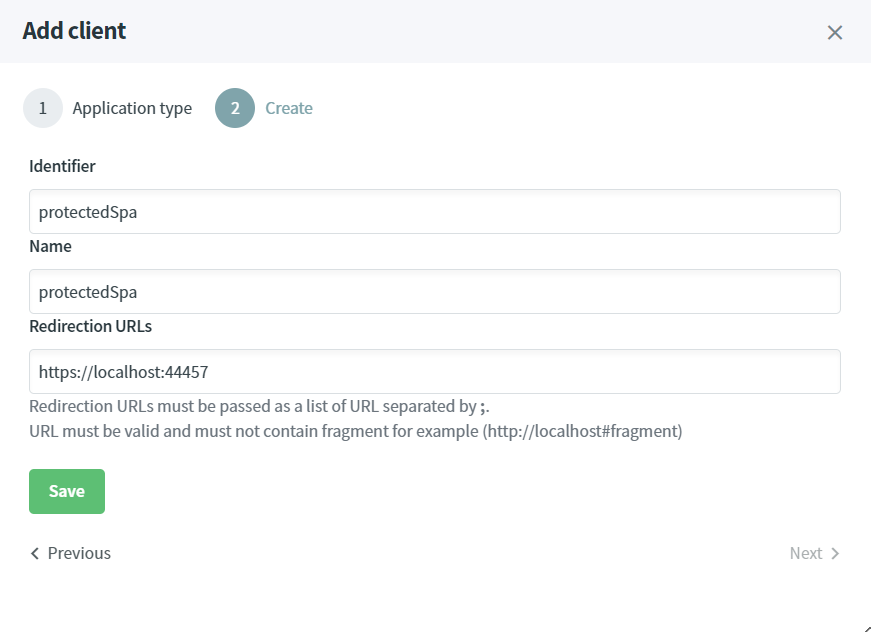 Add client
1 Application type 2 Create
Identifier
protectedSpa
Name
protectedSpa
Redirection URLs
https://localhost:44457
Redirection URLs must be passed as a list of URL separated by ;.
URL must be valid and must not contain fragment for example (http://localhost#fragment)
Save
Previous Next